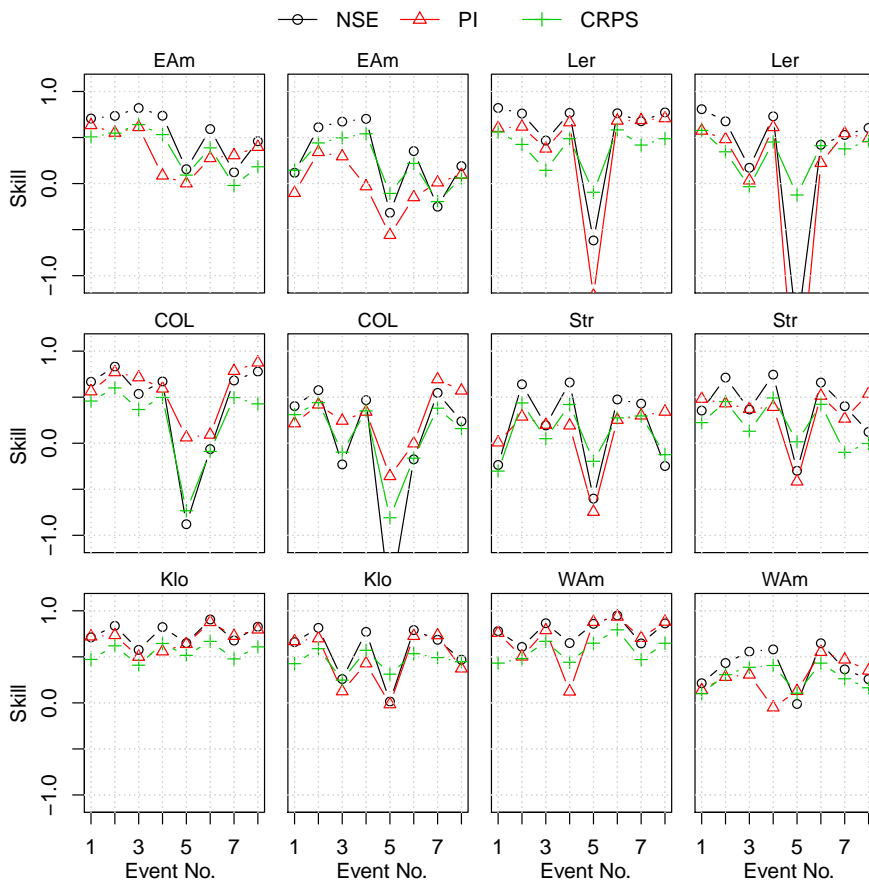 NSE PI CRPS
EAm EAm Ler Ler
Skill
1.0
0.0
−1.0
COL COL Str Str
Skill
1.0
0.0
−1.0
Klo Klo WAm WAm
Skill
1.0
0.0
−1.0
1 3 5 7 1 3 5 7 1 3 5 7 1 3 5 7
Event No. Event No. Event No. Event No.